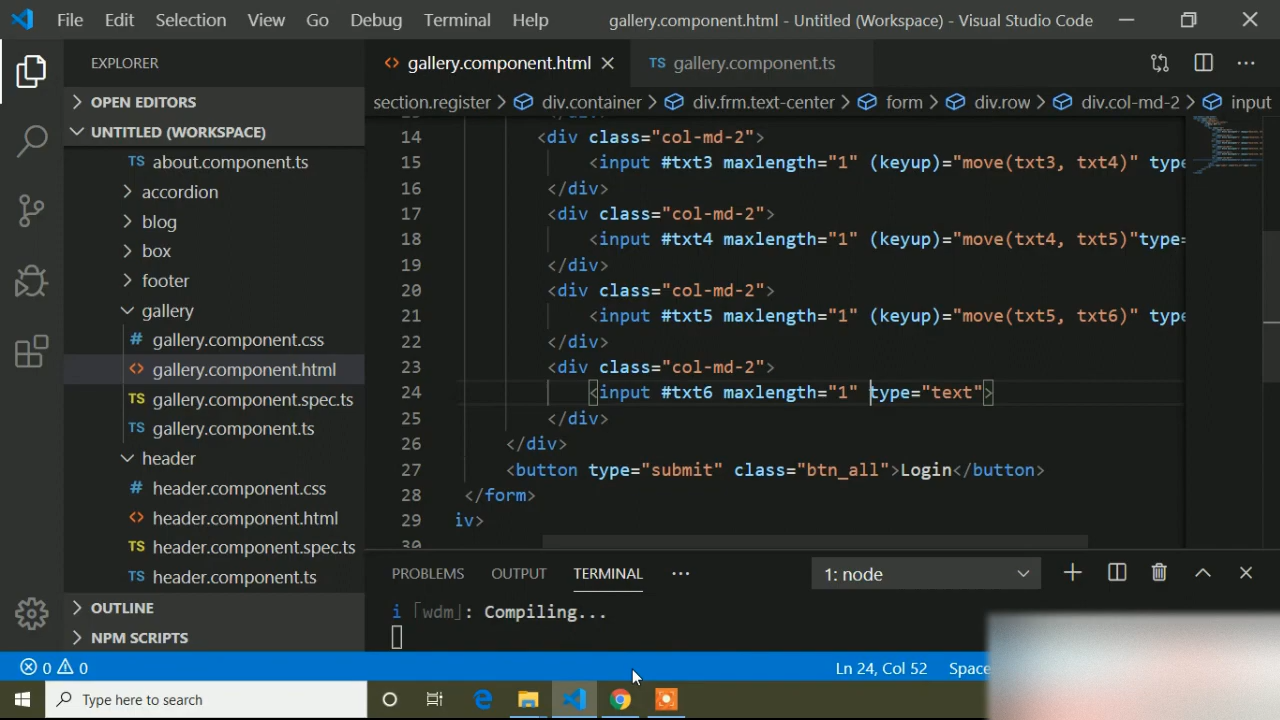 File Edit Selection View Go Debug Terminal Help gallery.component.html - Untitled (Workspace) - Visual Studio Code
EXPLORER
OPEN EDITORS
UNTITLED (WORKSPACE)
TS about.component.ts
accordion
blog
box
footer
gallery
# gallery.component.css
<> gallery.component.html
TS gallery.component.spec.ts
TS gallery.component.ts
header
# header.component.css
<> header.component.html
TS header.component.spec.ts
TS header.component.ts
OUTLINE
NPM SCRIPTS
<> gallery.component.html TS gallery.component.ts
section.register > div.container > div.frm.text-center > form > div.row > div.col-md-2 > input
14 <div class="col-md-2">
15 <input #txt3 maxlength="1" (keyup)="move(txt3, txt4)" type
16 </div>
17 <div class="col-md-2">
18 <input #txt4 maxlength="1" (keyup)="move(txt4, txt5)"type=
19 </div>
20 <div class="col-md-2">
21 <input #txt5 maxlength="1" (keyup)="move(txt5, txt6)" type
22 </div>
23 <div class="col-md-2">
24 <input #txt6 maxlength="1" type="text">
25 </div>
26 </div>
27 <button type="submit" class="btn_all">Login</button>
28 </form>
29 iv>
30
PROBLEMS OUTPUT TERMINAL ··· 1: node
i ｢wdm｣: Compiling...
0 0 Ln 24, Col 52
Type here to search